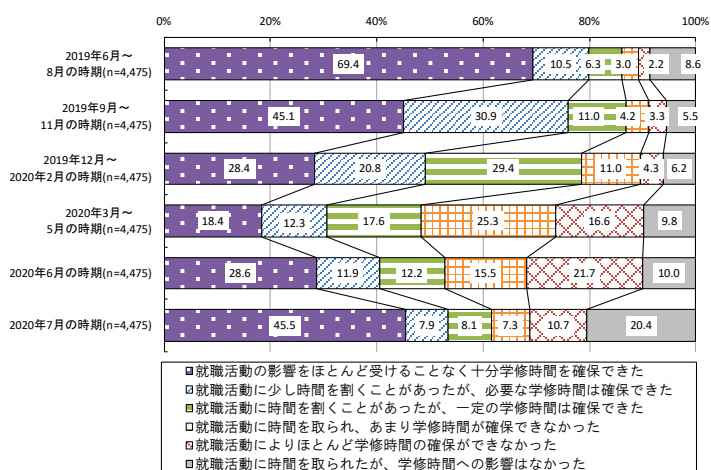 0% 20% 40% 60% 80% 100%
2019年6月～
8月の時期(n=4,475)
69.4 10.5 6.3 3.0 2.2 8.6
2019年9月～
11月の時期(n=4,475)
45.1 30.9 11.0 4.2 3.3 5.5
2019年12月～
2020年2月の時期(n=4,475)
28.4 20.8 29.4 11.0 4.3 6.2
2020年3月～
5月の時期(n=4,475)
18.4 12.3 17.6 25.3 16.6 9.8
2020年6月の時期(n=4,475)
28.6 11.9 12.2 15.5 21.7 10.0
2020年7月の時期(n=4,475)
45.5 7.9 8.1 7.3 10.7 20.4
就職活動の影響をほとんど受けることなく十分学修時間を確保できた
就職活動に少し時間を割くことがあったが、必要な学修時間は確保できた
就職活動に時間を割くことがあったが、一定の学修時間は確保できた
就職活動に時間を取られ、あまり学修時間が確保できなかった
就職活動によりほとんど学修時間の確保ができなかった
就職活動に時間を取られたが、学修時間への影響はなかった